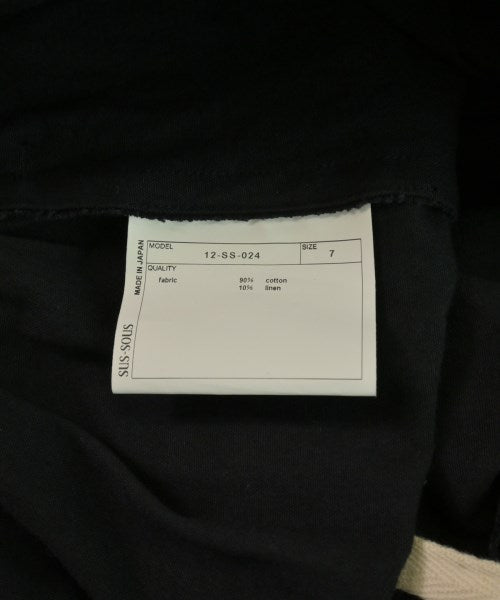 MODEL
12-SS-024
SIZE
7
QUALITY
fabric 90% cotton
10% linen
MADE IN JAPAN
sus-sous